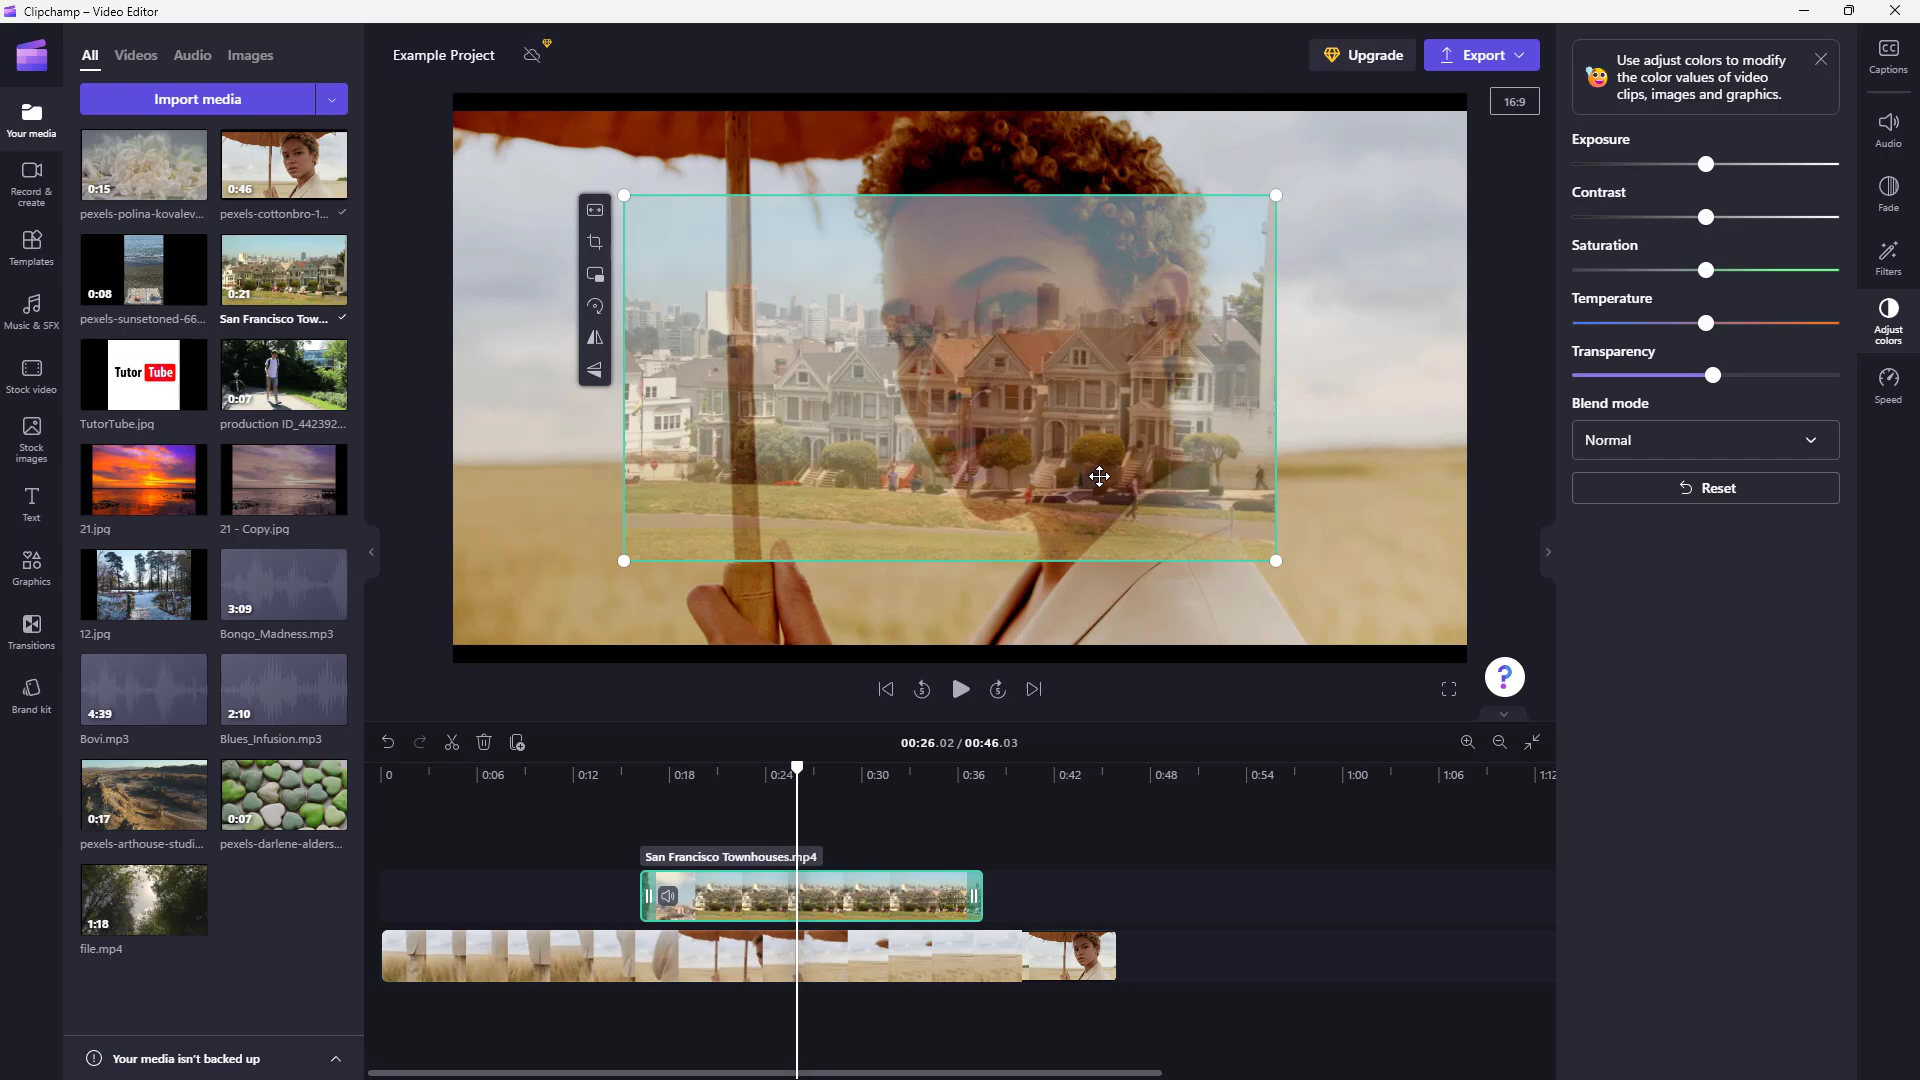 Clipchamp – Video Editor
All Videos Audio Images
Import media
0:15
pexels-polina-kovalev...
0:46
pexels-cottonbro-1...
0:08
pexels-sunsetoned-66...
0:21
San Francisco Tow...
Tutor Tube
TutorTube.jpg
0:07
production ID_442392...
21.jpg
21 - Copy.jpg
12.jpg
3:09
Bongo_Madness.mp3
4:39
Bovi.mp3
2:10
Blues_Infusion.mp3
0:17
pexels-arthouse-studi...
0:07
pexels-darlene-alders...
1:18
file.mp4
Your media isn't backed up
Your media
Record &
create
Templates
Music & SFX
Stock video
Stock
images
Text
Graphics
Transitions
Brand kit
Example Project
Upgrade
Export
16:9
5
5
?
00:26.02 / 00:46.03
0 0:06 0:12 0:18 0:24 0:30 0:36 0:42 0:48 0:54 1:00 1:06 1:12
San Francisco Townhouses.mp4
Use adjust colors to modify
the color values of video
clips, images and graphics.
Exposure
Contrast
Saturation
Temperature
Transparency
Blend mode
Normal
Reset
CC
Captions
Audio
Fade
Filters
Adjust
colors
Speed